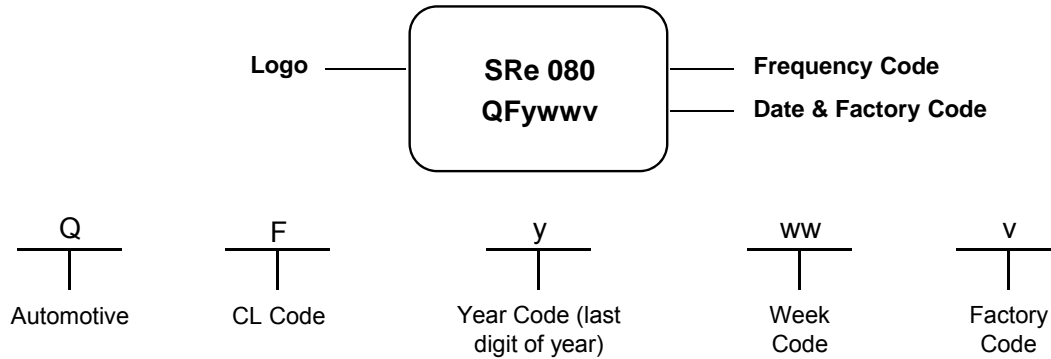 Logo
SRe 080
Frequency Code
QFywwv
Date & Factory Code
Q
F
y
ww
v
Automotive
CL Code
Year Code (last
digit of year)
Week
Code
Factory
Code